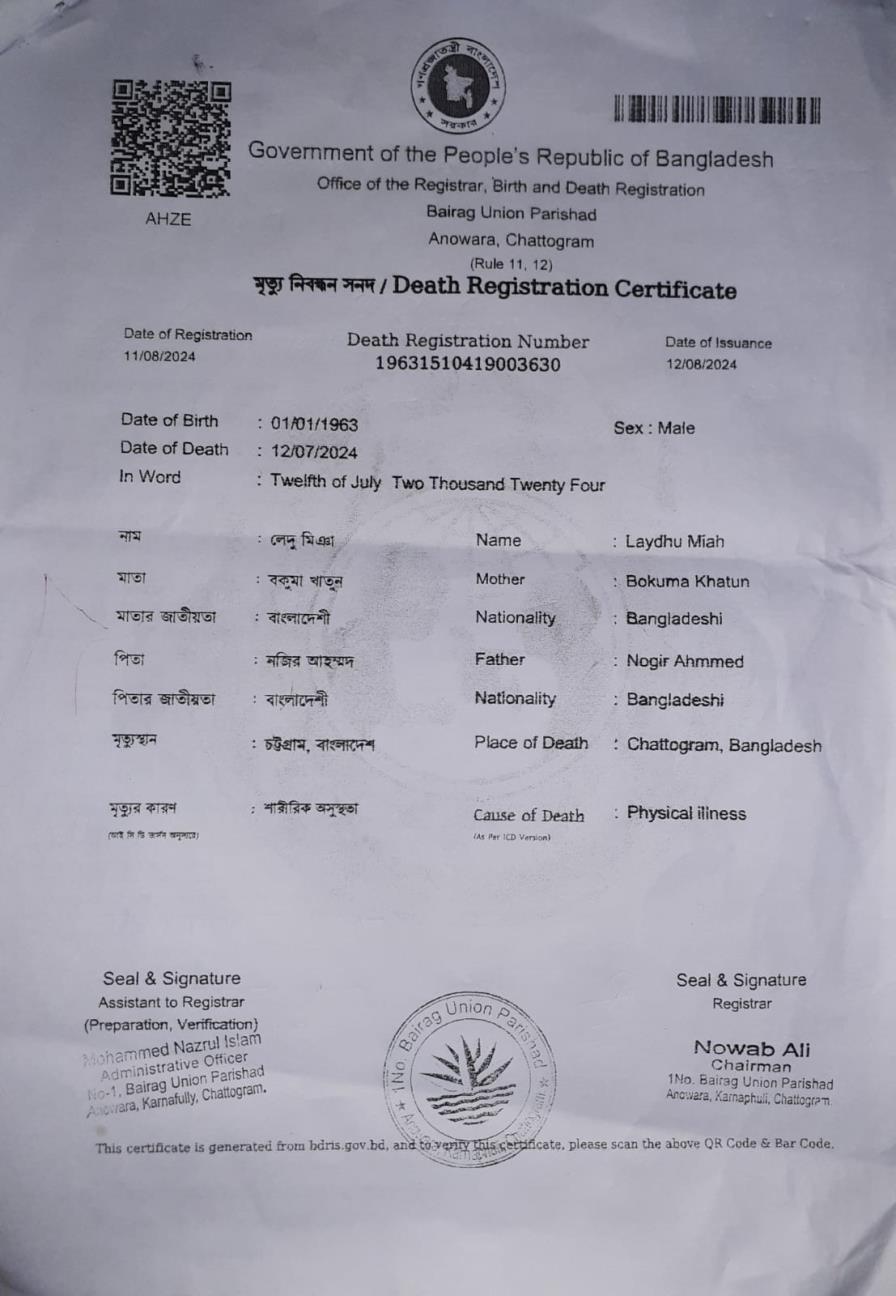 গণপ্রজাতন্ত্রী বাংলাদেশ
সরকার
AHZE
Government of the People's Republic of Bangladesh
Office of the Registrar, Birth and Death Registration
Bairag Union Parishad
Anowara, Chattogram
(Rule 11, 12)
মৃত্যু নিবন্ধন সনদ / Death Registration Certificate
Date of Registration Death Registration Number Date of Issuance
11/08/2024 19631510419003630 12/08/2024
Date of Birth : 01/01/1963 Sex : Male
Date of Death : 12/07/2024
In Word : Twelfth of July Two Thousand Twenty Four
নাম : লেদু মিঞা Name : Laydhu Miah
মাতা : বকুমা খাতুন Mother : Bokuma Khatun
মাতার জাতীয়তা : বাংলাদেশী Nationality : Bangladeshi
পিতা : নজির আহম্মদ Father : Nogir Ahmmed
পিতার জাতীয়তা : বাংলাদেশী Nationality : Bangladeshi
মৃত্যুস্থান : চট্টগ্রাম, বাংলাদেশ Place of Death : Chattogram, Bangladesh
মৃত্যুর কারণ : শারীরিক অসুস্থতা Cause of Death : Physical illness
(আই সি ডি ভার্সন অনুসারে) (As Per ICD Version)
Seal & Signature Seal & Signature
Assistant to Registrar Registrar
(Preparation, Verification)
Mohammed Nazrul Islam
Administrative Officer
No-1, Bairag Union Parishad
Anowara, Karnafully, Chattogram.
1No. Bairag Union Parishad
Nowab Ali
Chairman
1No. Bairag Union Parishad
Anowara, Karnaphuli, Chattogram.
This certificate is generated from bdris.gov.bd, and to verify this certificate, please scan the above QR Code & Bar Code.